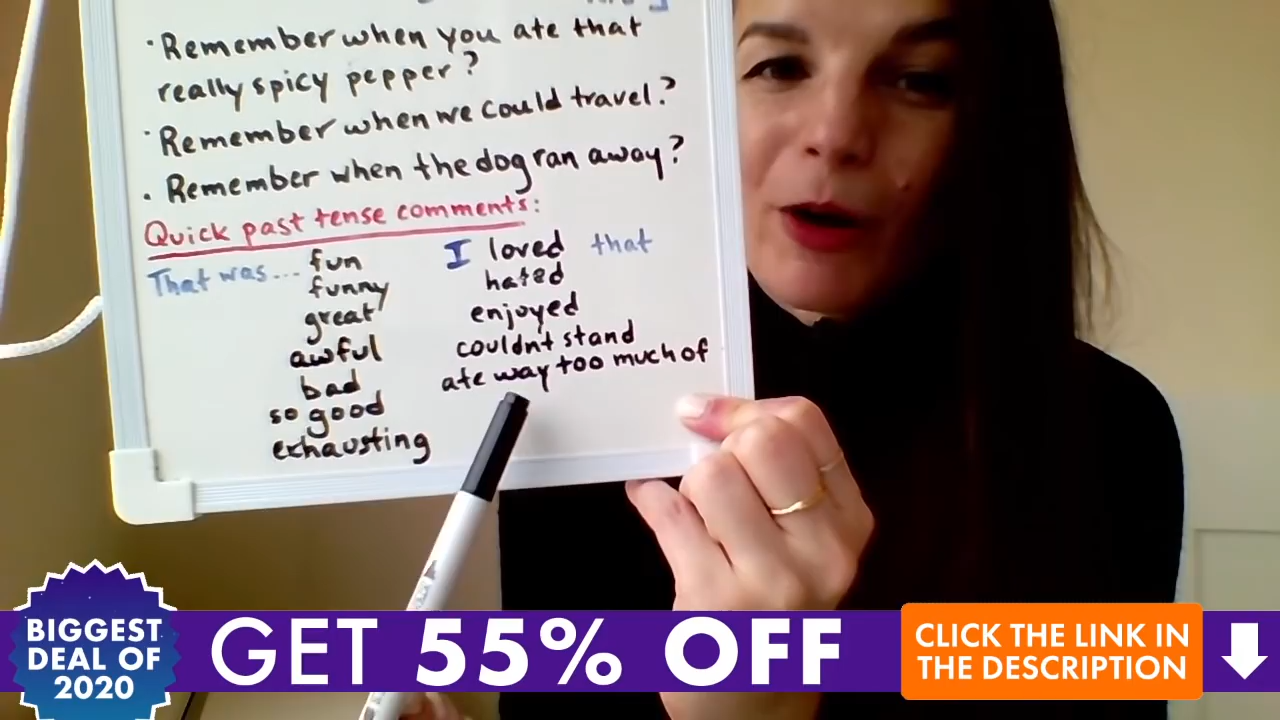 • Remember when you ate that
really spicy pepper?
• Remember when we could travel?
• Remember when the dog ran away?
Quick past tense comments:
That was... fun
funny
great
awful
bad
so good
exhausting
I loved that
hated
enjoyed
couldn't stand
ate way too much of
BIGGEST
DEAL OF
2020
GET 55% OFF
CLICK THE LINK IN
THE DESCRIPTION